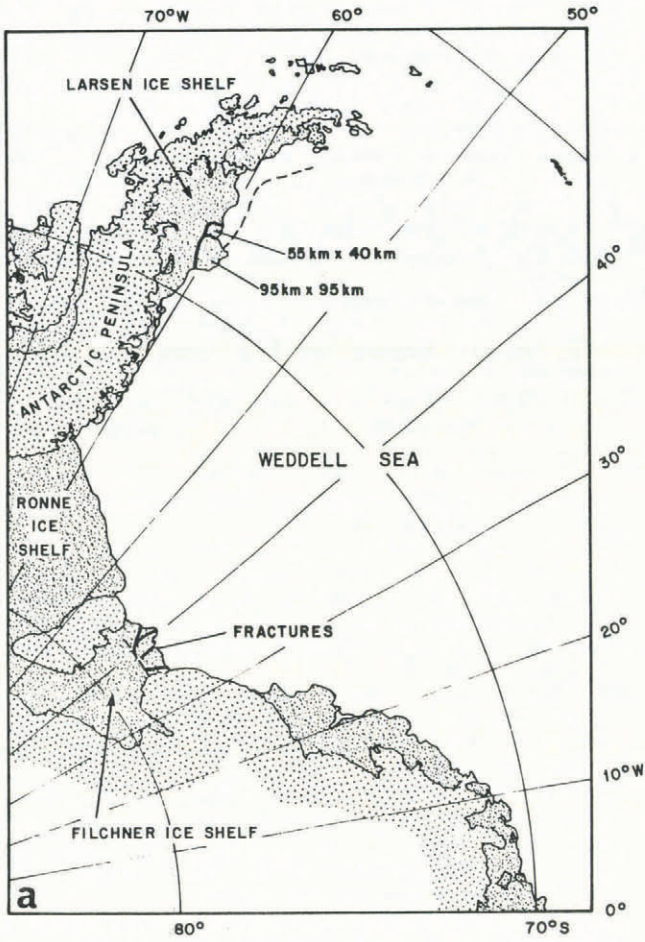 70°W
60°
50°
LARSEN ICE SHELF
55 km x 40 km
95 km x 95 km
40°
ANTARCTIC PENINSULA
WEDDELL SEA
30°
RONNE
ICE
SHELF
FRACTURES
20°
10°W
FILCHNER ICE SHELF
a
0°
80°
70°S